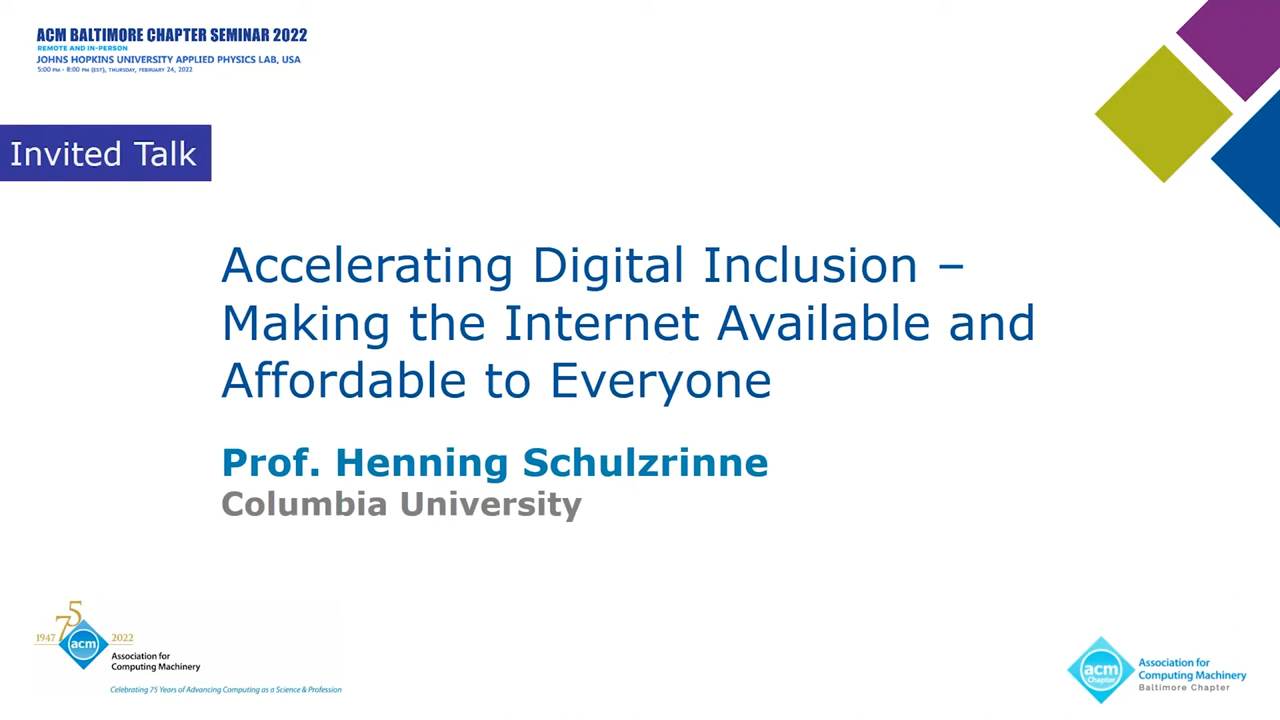 ACM BALTIMORE CHAPTER SEMINAR 2022
REMOTE AND IN-PERSON
JOHNS HOPKINS UNIVERSITY APPLIED PHYSICS LAB, USA
5:00 PM - 8:00 PM (EST), THURSDAY, FEBRUARY 24, 2022
Invited Talk
Accelerating Digital Inclusion –
Making the Internet Available and
Affordable to Everyone
Prof. Henning Schulzrinne
Columbia University
75
1947
2022
acm
Association for
Computing Machinery
Celebrating 75 Years of Advancing Computing as a Science & Profession
acm
Chapter
Association for
Computing Machinery
Baltimore Chapter